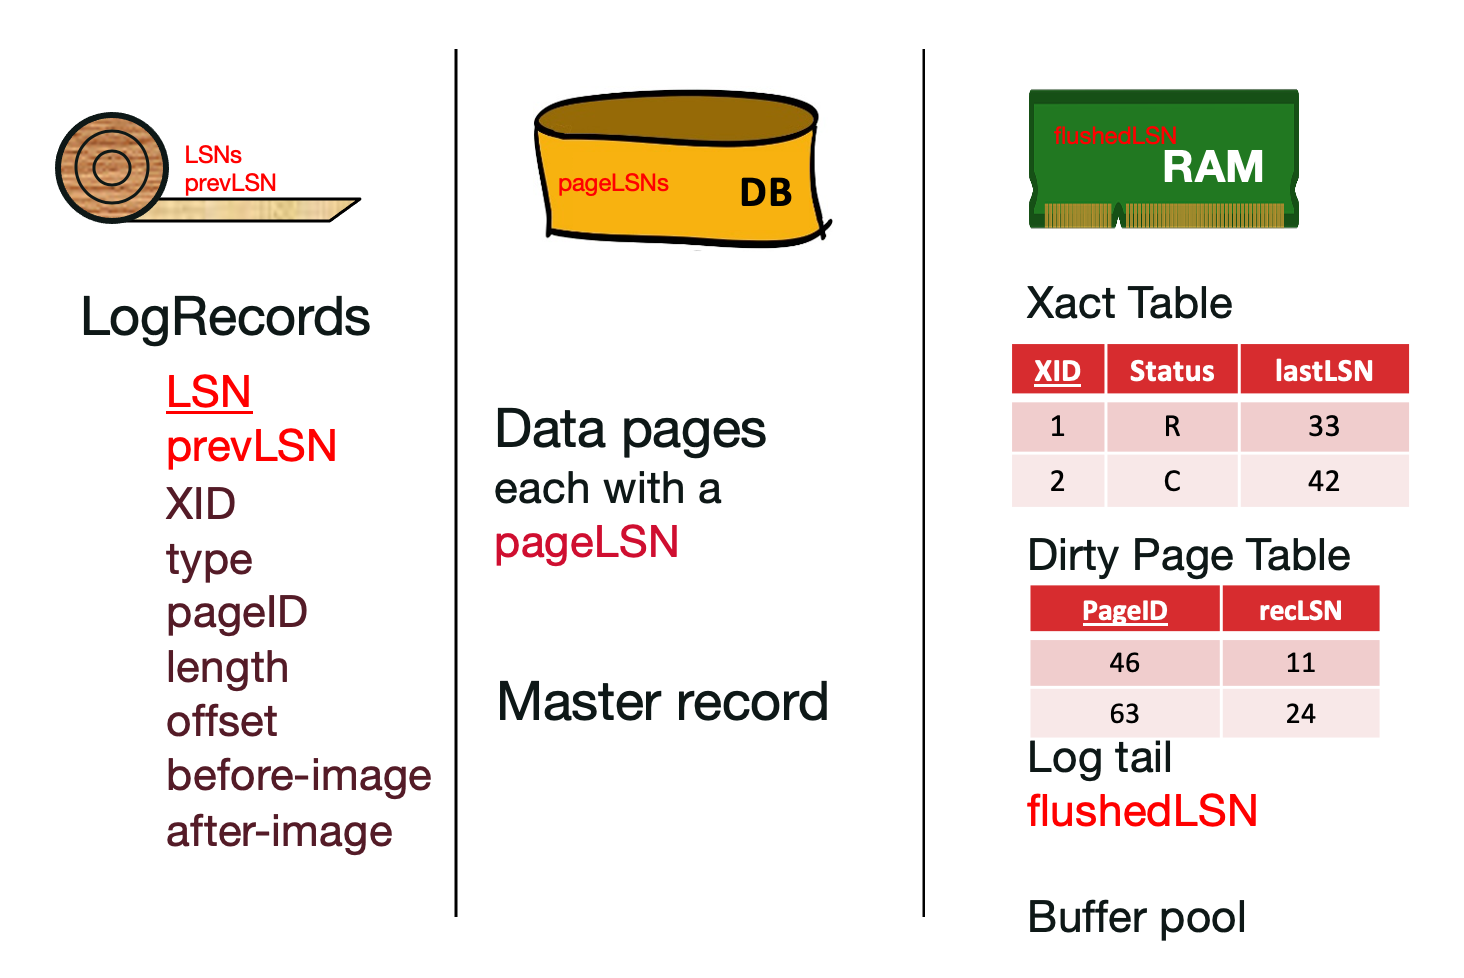 LSNs
prevLSN
LogRecords
LSN
prevLSN
XID
type
pageID
length
offset
before-image
after-image
pageLSNs
DB
Data pages
each with a
pageLSN
Master record
flushedLSN
RAM
Xact Table
XID Status lastLSN
1 R 33
2 C 42
Dirty Page Table
PageID recLSN
46 11
63 24
Log tail
flushedLSN
Buffer pool